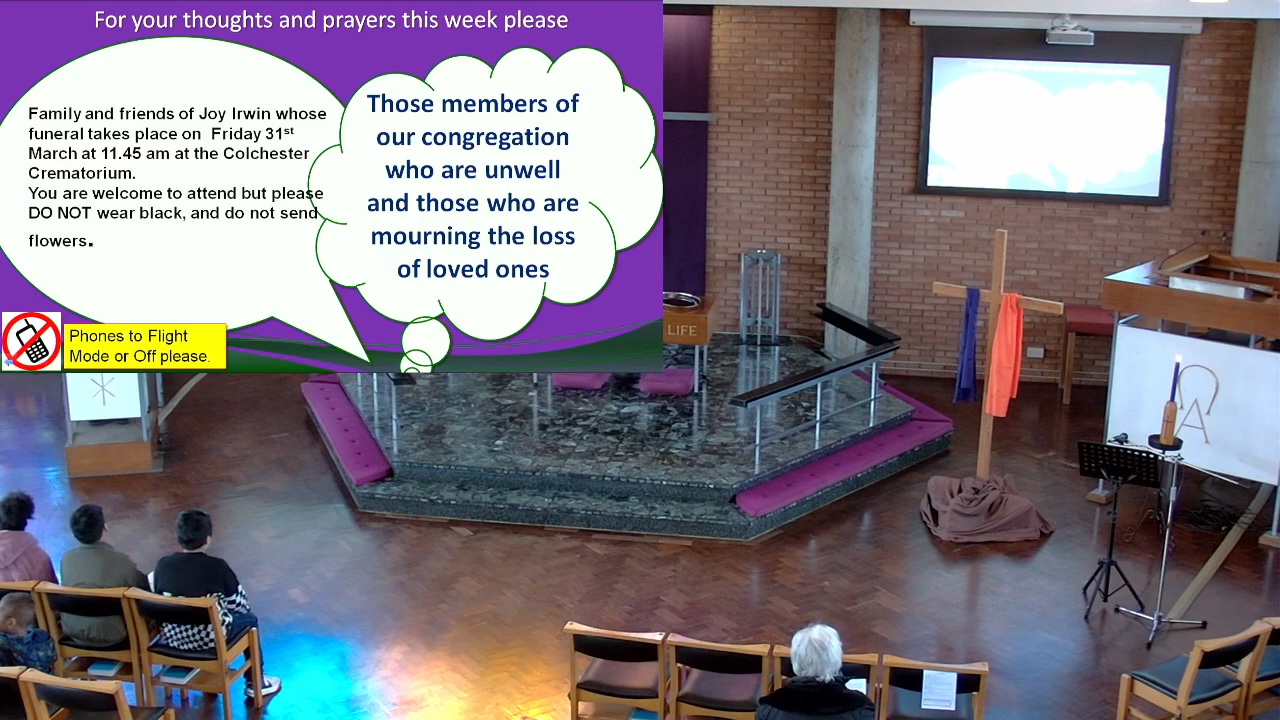 For your thoughts and prayers this week please
Family and friends of Joy Irwin whose
funeral takes place on Friday 31st
March at 11.45 am at the Colchester
Crematorium.
You are welcome to attend but please
DO NOT wear black, and do not send
flowers.
Those members of
our congregation
who are unwell
and those who are
mourning the loss
of loved ones
Phones to Flight
Mode or Off please.
LIFE
Α
Ω